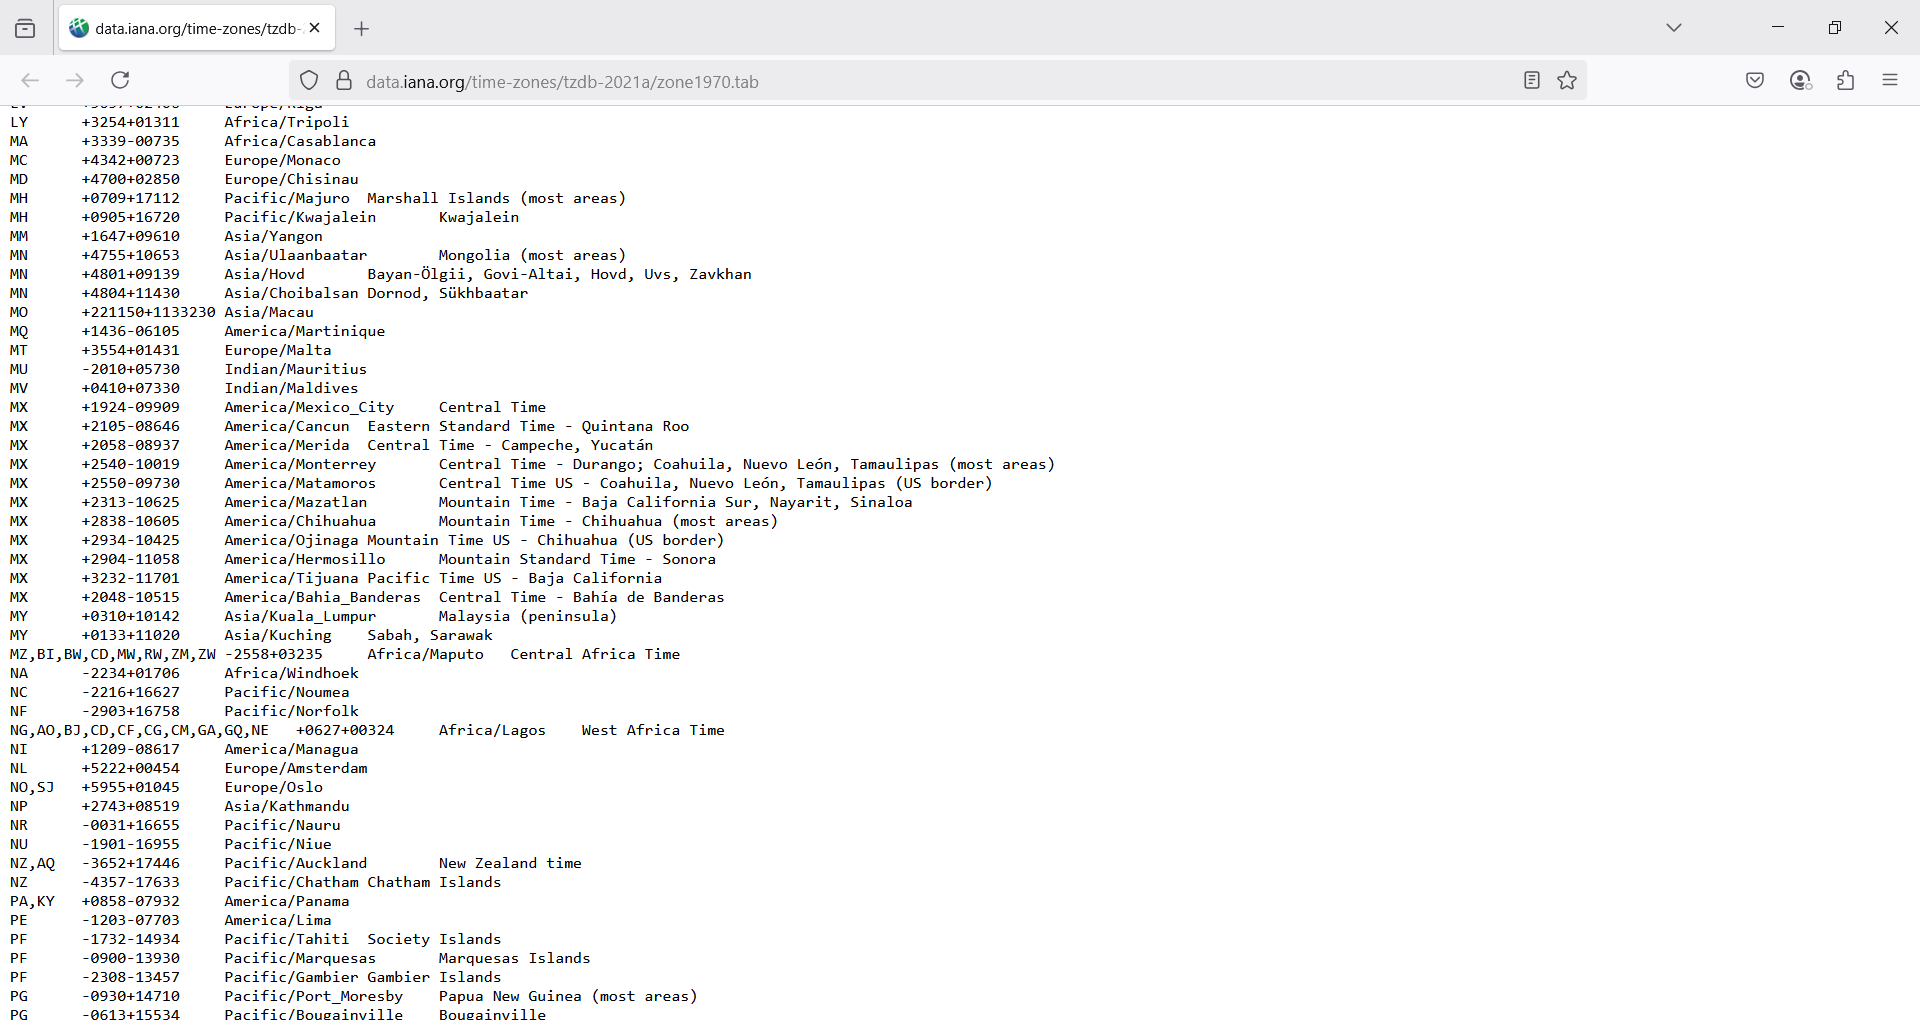 data.iana.org/time-zones/tzdb-
data.iana.org/time-zones/tzdb-2021a/zone1970.tab
LY +3254+01311 Africa/Tripoli
MA +3339-00735 Africa/Casablanca
MC +4342+00723 Europe/Monaco
MD +4700+02850 Europe/Chisinau
MH +0709+17112 Pacific/Majuro Marshall Islands (most areas)
MH +0905+16720 Pacific/Kwajalein Kwajalein
MM +1647+09610 Asia/Yangon
MN +4755+10653 Asia/Ulaanbaatar Mongolia (most areas)
MN +4801+09139 Asia/Hovd Bayan-Ölgii, Govi-Altai, Hovd, Uvs, Zavkhan
MN +4804+11430 Asia/Choibalsan Dornod, Sükhbaatar
MO +221150+1133230 Asia/Macau
MQ +1436-06105 America/Martinique
MT +3554+01431 Europe/Malta
MU -2010+05730 Indian/Mauritius
MV +0410+07330 Indian/Maldives
MX +1924-09909 America/Mexico_City Central Time
MX +2105-08646 America/Cancun Eastern Standard Time - Quintana Roo
MX +2058-08937 America/Merida Central Time - Campeche, Yucatán
MX +2540-10019 America/Monterrey Central Time - Durango; Coahuila, Nuevo León, Tamaulipas (most areas)
MX +2550-09730 America/Matamoros Central Time US - Coahuila, Nuevo León, Tamaulipas (US border)
MX +2313-10625 America/Mazatlan Mountain Time - Baja California Sur, Nayarit, Sinaloa
MX +2838-10605 America/Chihuahua Mountain Time - Chihuahua (most areas)
MX +2934-10425 America/Ojinaga Mountain Time US - Chihuahua (US border)
MX +2904-11058 America/Hermosillo Mountain Standard Time - Sonora
MX +3232-11701 America/Tijuana Pacific Time US - Baja California
MX +2048-10515 America/Bahia_Banderas Central Time - Bahía de Banderas
MY +0310+10142 Asia/Kuala_Lumpur Malaysia (peninsula)
MY +0133+11020 Asia/Kuching Sabah, Sarawak
MZ,BI,BW,CD,MW,RW,ZM,ZW -2558+03235 Africa/Maputo Central Africa Time
NA -2234+01706 Africa/Windhoek
NC -2216+16627 Pacific/Noumea
NF -2903+16758 Pacific/Norfolk
NG,AO,BJ,CD,CF,CG,CM,GA,GQ,NE +0627+00324 Africa/Lagos West Africa Time
NI +1209-08617 America/Managua
NL +5222+00454 Europe/Amsterdam
NO,SJ +5955+01045 Europe/Oslo
NP +2743+08519 Asia/Kathmandu
NR -0031+16655 Pacific/Nauru
NU -1901-16955 Pacific/Niue
NZ,AQ -3652+17446 Pacific/Auckland New Zealand time
NZ -4357-17633 Pacific/Chatham Chatham Islands
PA,KY +0858-07932 America/Panama
PE -1203-07703 America/Lima
PF -1732-14934 Pacific/Tahiti Society Islands
PF -0900-13930 Pacific/Marquesas Marquesas Islands
PF -2308-13457 Pacific/Gambier Gambier Islands
PG -0930+14710 Pacific/Port_Moresby Papua New Guinea (most areas)
PG -0613+15534 Pacific/Bougainville Bougainville